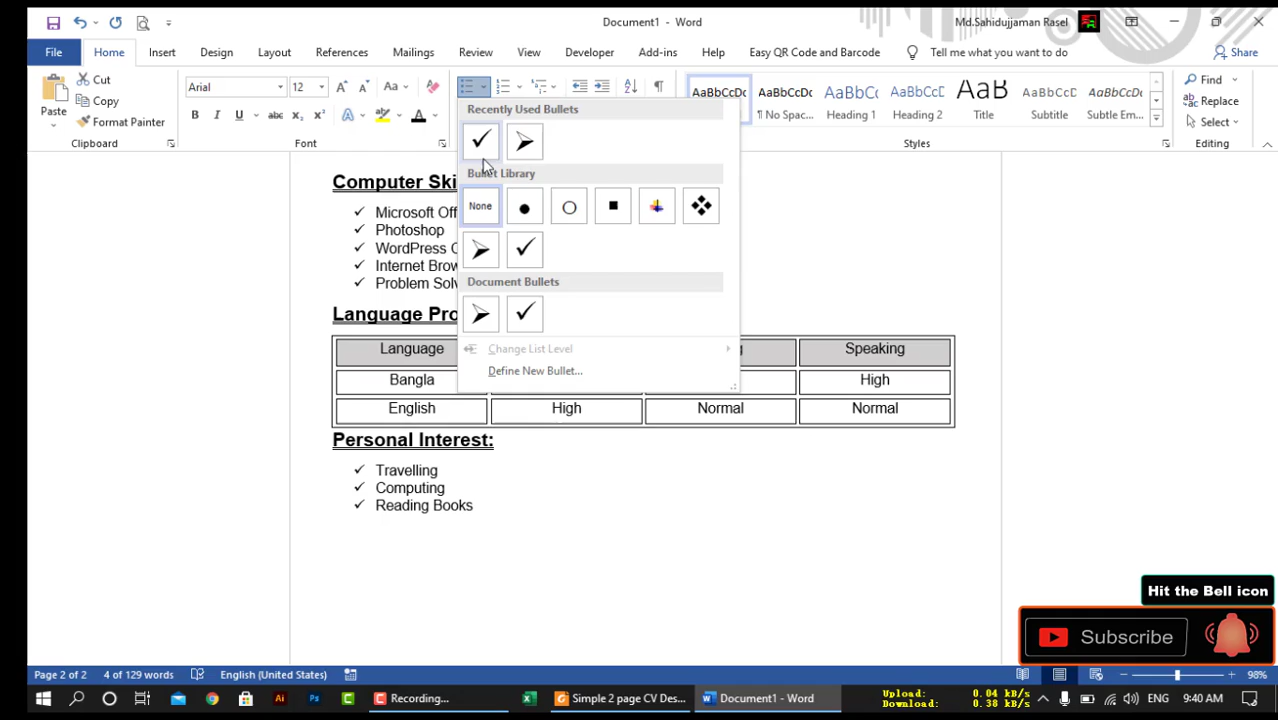 Document1 - Word
Md.Sahidujjaman Rasel
File
Home
Insert
Design
Layout
References
Mailings
Review
View
Developer
Add-ins
Help
Easy QR Code and Barcode
Tell me what you want to do
Share
Paste
Cut
Copy
Format Painter
Clipboard
Arial
12
Aa
B I U abc x₂ x²
Font
AaBbCcDc
¶ No Spac...
AaBbC(
Heading 1
AaBbCcC
Heading 2
AaB
Title
AaBbCcD
Subtitle
AaBbCcDt
Subtle Em...
Styles
Find
Replace
Select
Editing
Recently Used Bullets
Bullet Library
None
Document Bullets
Change List Level
Define New Bullet...
Computer Ski
✓ Microsoft Off
✓ Photoshop
✓ WordPress C
✓ Internet Brow
✓ Problem Solv
Language Pro
Language g Speaking
Bangla High
English High Normal Normal
Personal Interest:
✓ Travelling
✓ Computing
✓ Reading Books
Hit the Bell icon
Subscribe
Page 2 of 2
4 of 129 words
English (United States)
98%
Recording...
Simple 2 page CV Des...
Document1 - Word
Upload: 0.04 kB/s
Download: 0.38 kB/s
ENG
9:40 AM